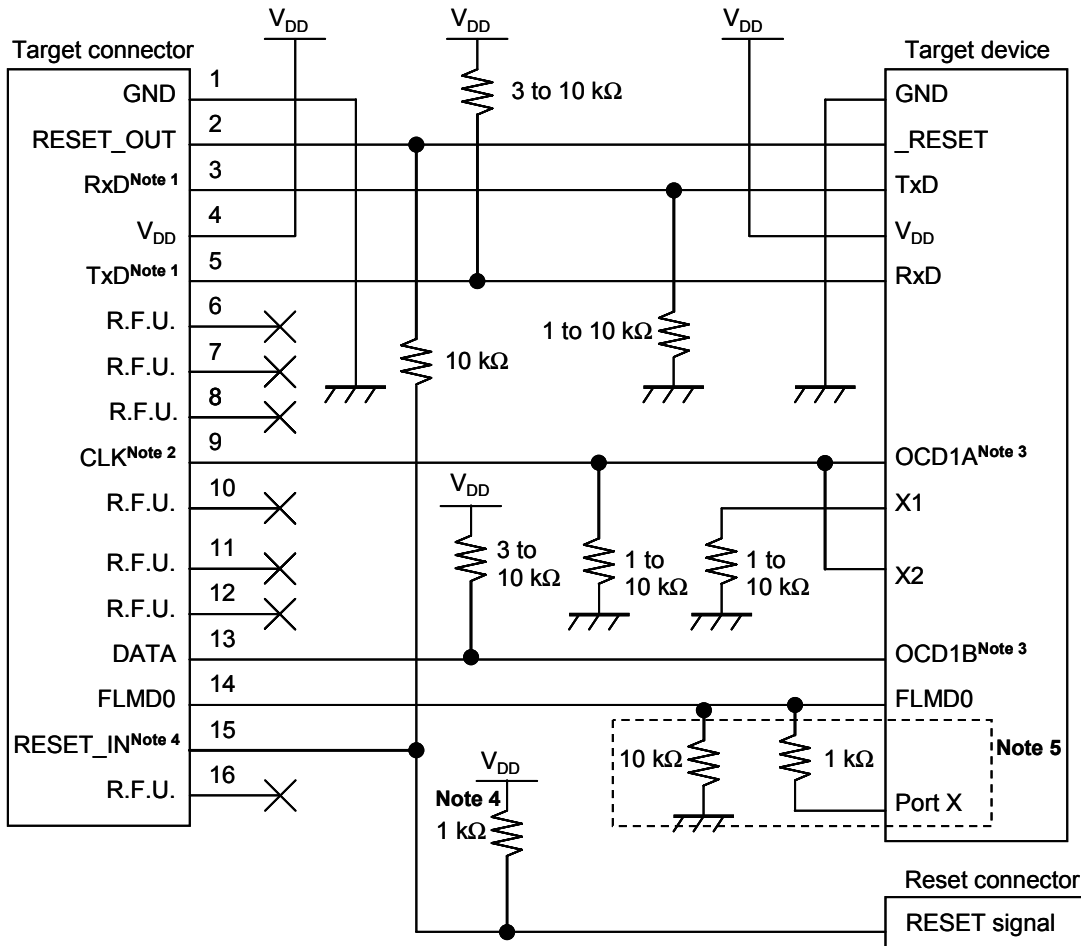 V_DD V_DD V_DD
Target connector Target device
GND 1 GND
3 to 10 kΩ
RESET_OUT 2 _RESET
RxD Note 1 3 TxD
V_DD 4 V_DD
TxD Note 1 5 RxD
R.F.U. 6
1 to 10 kΩ
R.F.U. 7
10 kΩ
R.F.U. 8
CLK Note 2 9 OCD1A Note 3
V_DD
R.F.U. 10 X1
R.F.U. 11 X2
3 to
10 kΩ
1 to
10 kΩ
1 to
10 kΩ
R.F.U. 12
DATA 13 OCD1B Note 3
FLMD0 14 FLMD0
RESET_IN Note 4 15
10 kΩ 1 kΩ Note 5
V_DD
R.F.U. 16
Port X
Note 4
1 kΩ
Reset connector
RESET signal